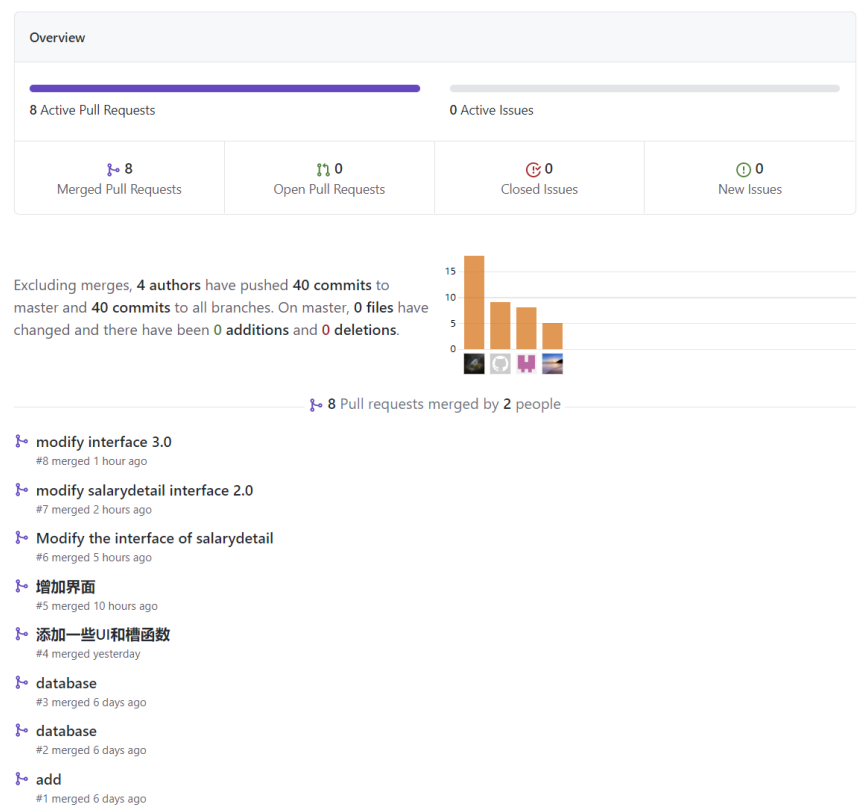 Overview
8 Active Pull Requests
0 Active Issues
8
Merged Pull Requests
0
Open Pull Requests
0
Closed Issues
0
New Issues
Excluding merges, 4 authors have pushed 40 commits to
master and 40 commits to all branches. On master, 0 files have
changed and there have been 0 additions and 0 deletions.
15
10
5
0
8 Pull requests merged by 2 people
modify interface 3.0
#8 merged 1 hour ago
modify salarydetail interface 2.0
#7 merged 2 hours ago
Modify the interface of salarydetail
#6 merged 5 hours ago
增加界面
#5 merged 10 hours ago
添加一些UI和槽函数
#4 merged yesterday
database
#3 merged 6 days ago
database
#2 merged 6 days ago
add
#1 merged 6 days ago